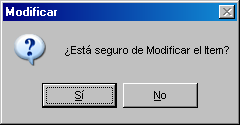 Modificar
¿Está seguro de Modificar el Item?
Sí
No